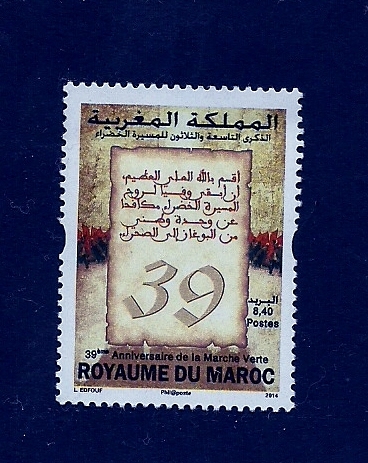 المملكة المغربية
الذكرى التاسعة والثلاثون للمسيرة الخضراء
أقسم بالله العلي العظيم،
أن أبقى وفيا لروح
المسيرة الخضراء، مكافحا
عن وحدة وطني
من البوغاز إلى الصحراء.
39
البريد
8,40
Postes
39ème Anniversaire de la Marche Verte
ROYAUME DU MAROC
L. EDFOUF
Phil@poste
2014